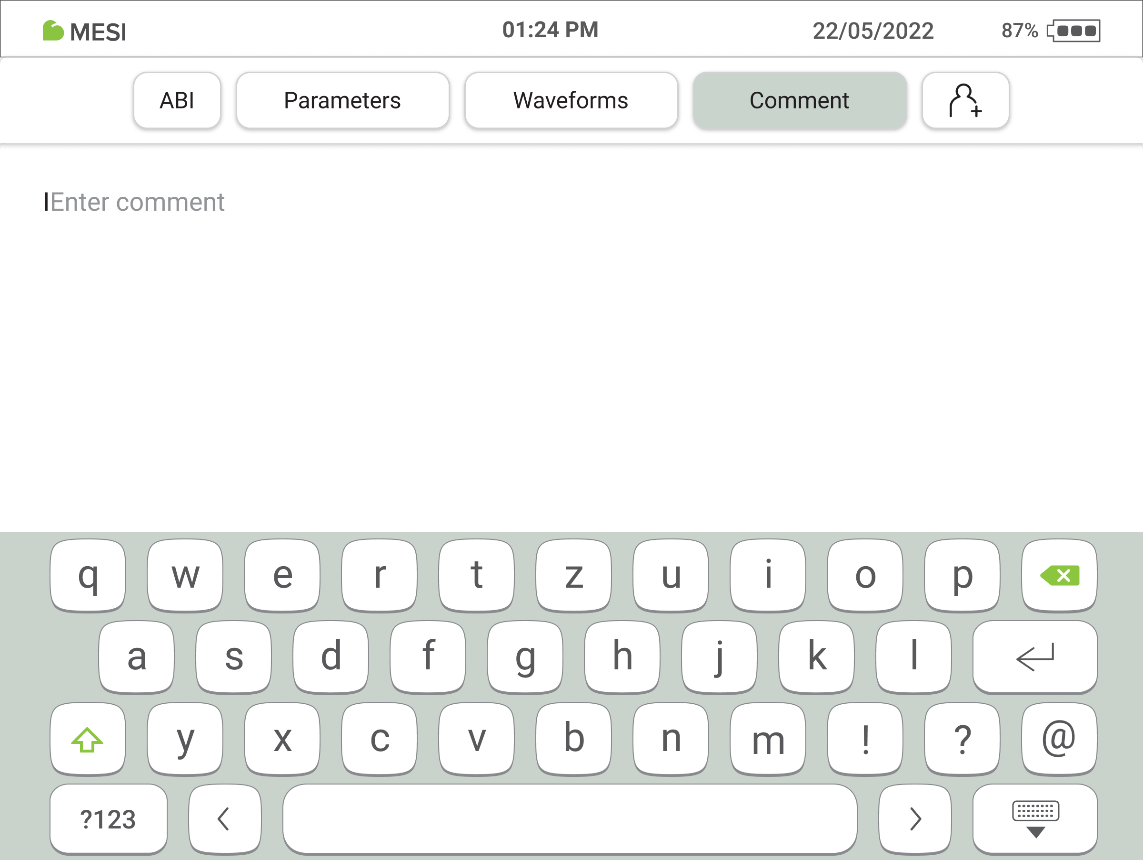 MESI 01:24 PM 22/05/2022 87%
ABI Parameters Waveforms Comment
Enter comment
q w e r t z u i o p
a s d f g h j k l
y x c v b n m ! ? @
?123 < >